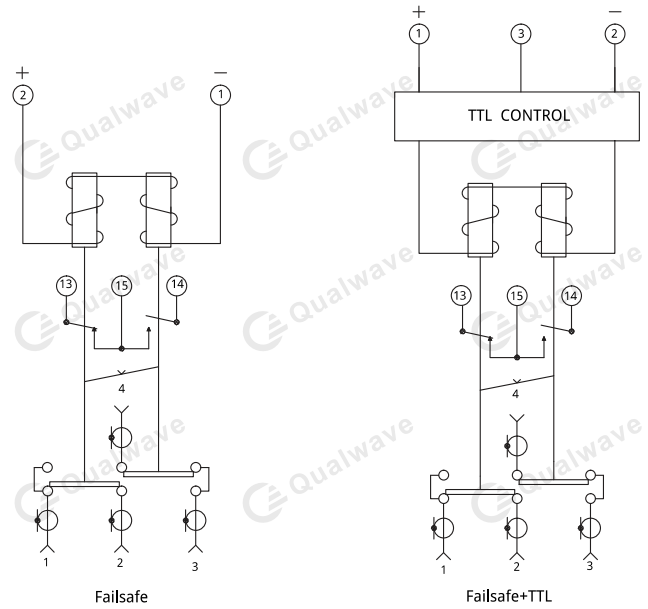 + −
1 3 2
+ −
2 1
TTL CONTROL
13 15 14
13 15 14
4
4
1 2 3
1 2 3
Failsafe
Failsafe+TTL
Qualwave
Qualwave
Qualwave
Qualwave
Qualwave
Qualwave
Qualwave
Qualwave
Qualwave